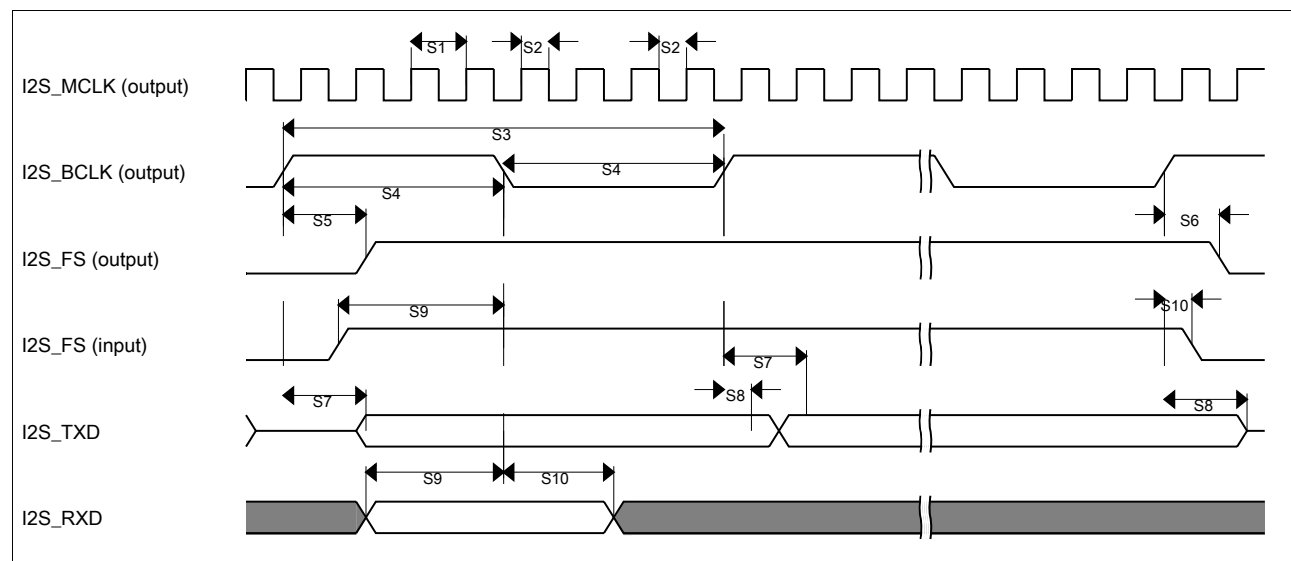 S1 S2 S2
I2S_MCLK (output)
S3
I2S_BCLK (output)
S4
S4
S5
S6
I2S_FS (output)
S9
S10
I2S_FS (input)
S7
S7
S8
S8
I2S_TXD
S9 S10
I2S_RXD